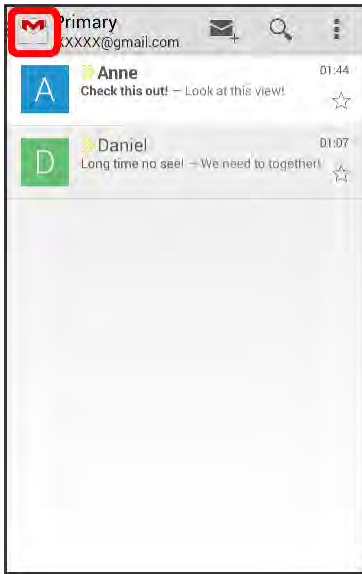 Primary
XXXXX@gmail.com
A
Anne
01:44
Check this out! — Look at this view!
D
Daniel
01:07
Long time no see! — We need to together!